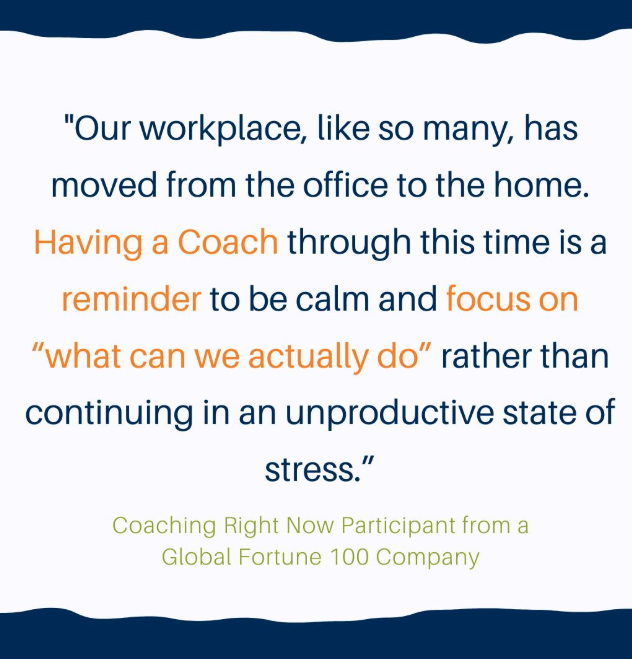 "Our workplace, like so many, has
moved from the office to the home.
Having a Coach through this time is a
reminder to be calm and focus on
“what can we actually do” rather than
continuing in an unproductive state of
stress.”
Coaching Right Now Participant from a
Global Fortune 100 Company